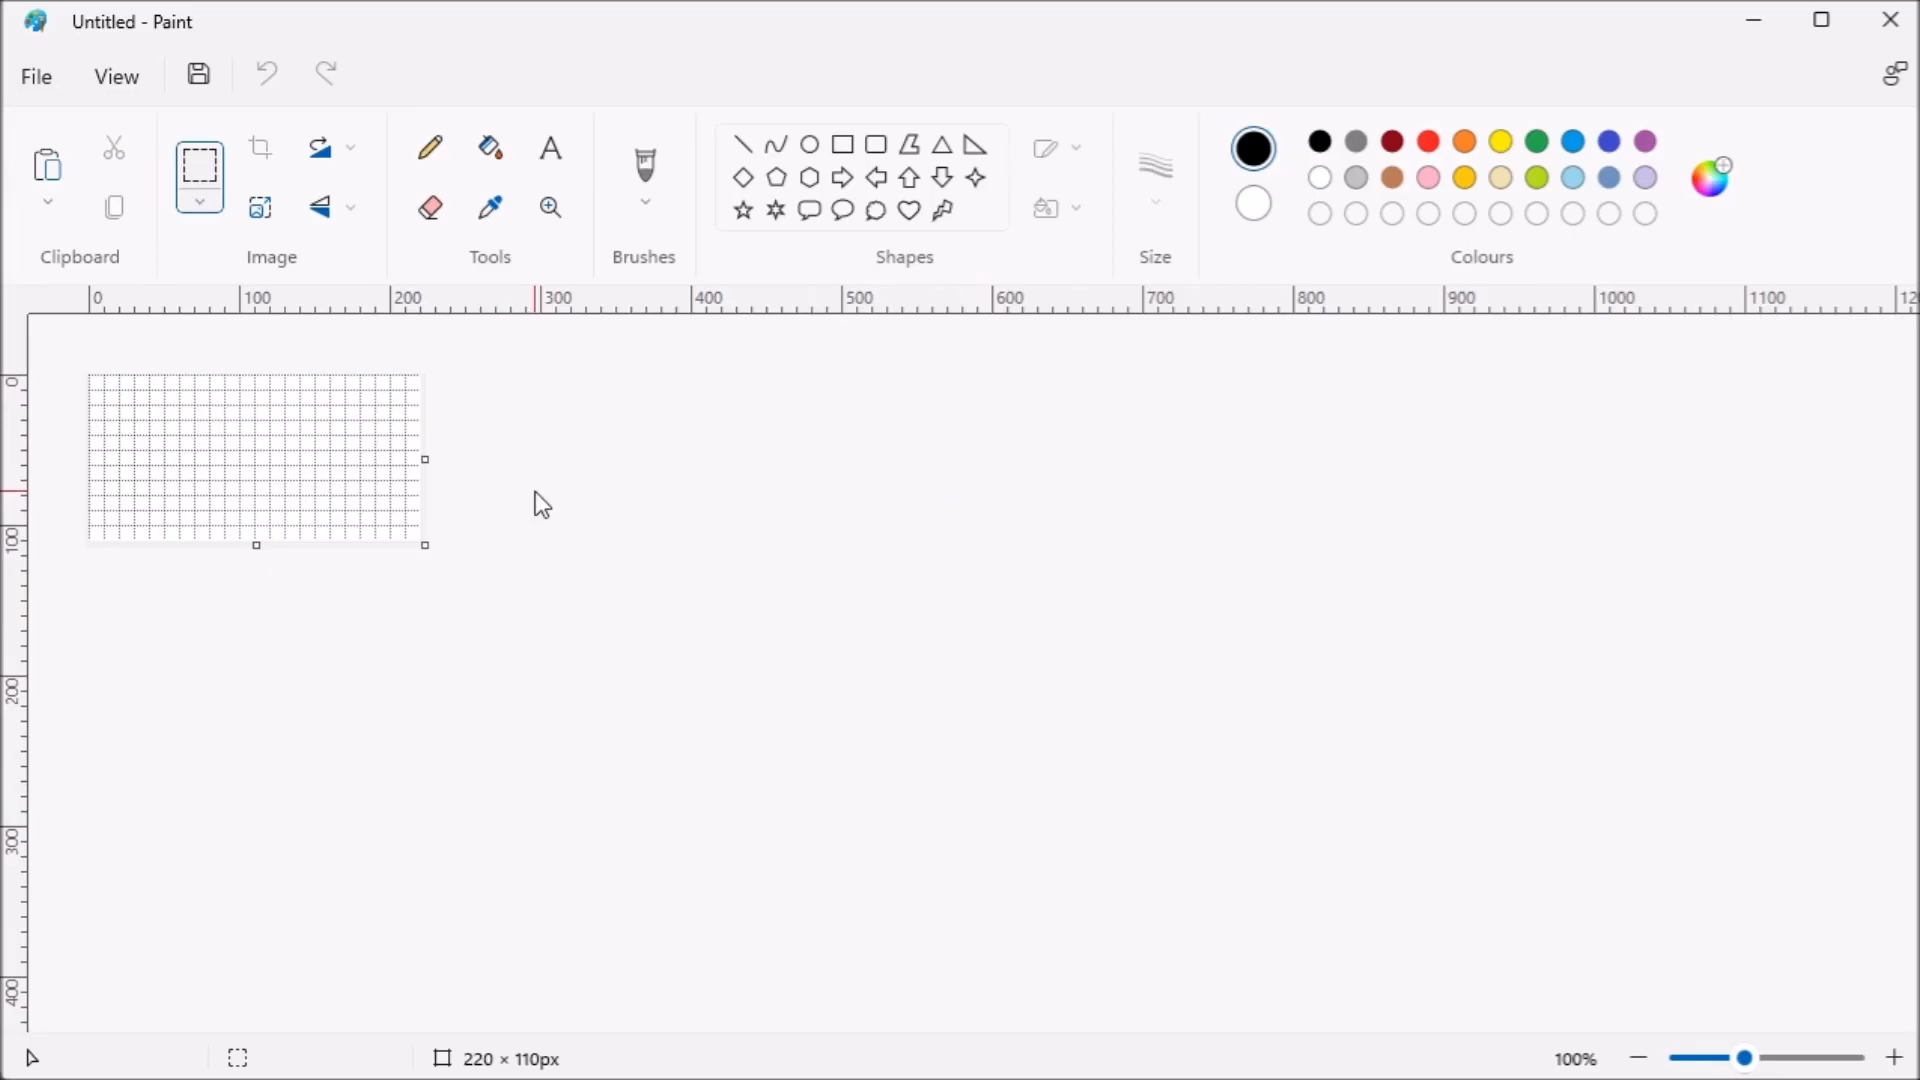 Untitled - Paint
File View
Clipboard Image Tools Brushes Shapes Size Colours
0 100 200 300 400 500 600 700 800 900 1000 1100 12
0
100
200
300
400
220 × 110px 100%